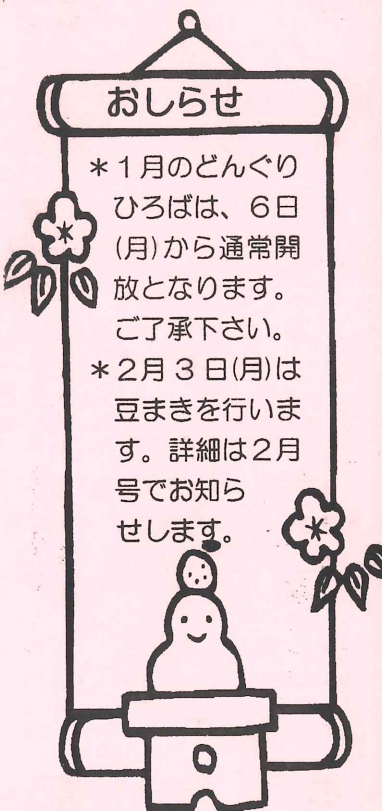 おしらせ
＊１月のどんぐり
ひろばは、６日
(月)から通常開
放となります。
ご了承下さい。
＊２月３日(月)は
豆まきを行いま
す。詳細は２月
号でお知ら
せします。